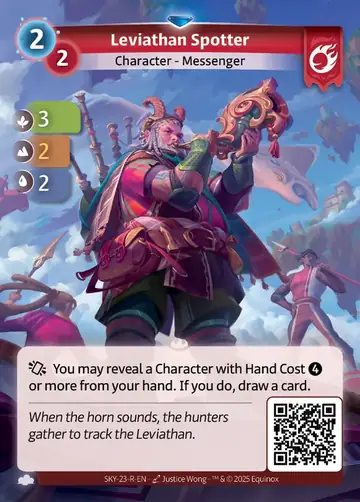 2
Leviathan Spotter
2
Character - Messenger
3
2
2
You may reveal a Character with Hand Cost 4
or more from your hand. If you do, draw a card.
When the horn sounds, the hunters
gather to track the Leviathan.
SKY-23-R-EN - Justice Wong - ™ & © 2025 Equinox